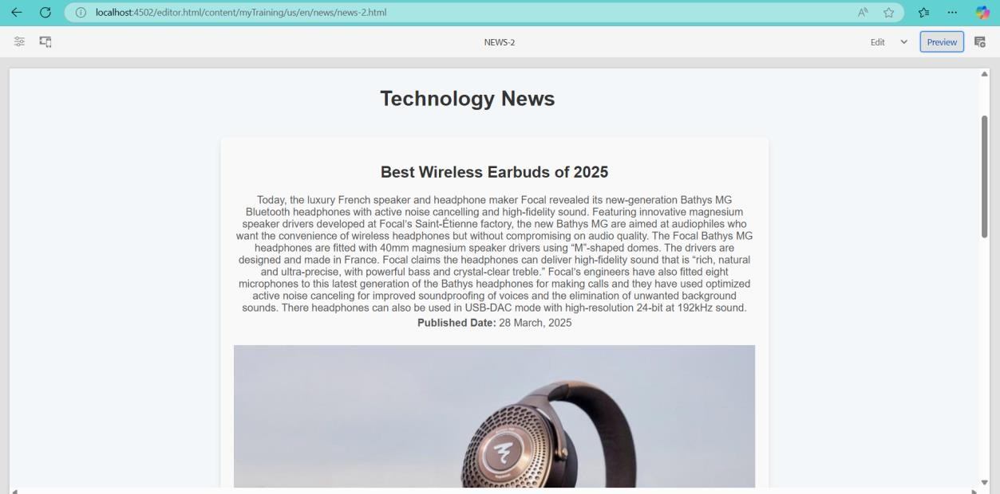 localhost:4502/editor.html/content/myTraining/us/en/news/news-2.html
NEWS-2
Edit
Preview
Technology News
Best Wireless Earbuds of 2025
Today, the luxury French speaker and headphone maker Focal revealed its new-generation Bathys MG
Bluetooth headphones with active noise cancelling and high-fidelity sound. Featuring innovative magnesium
speaker drivers developed at Focal's Saint-Étienne factory, the new Bathys MG are aimed at audiophiles who
want the convenience of wireless headphones but without compromising on audio quality. The Focal Bathys MG
headphones are fitted with 40mm magnesium speaker drivers using “M”-shaped domes. The drivers are
designed and made in France. Focal claims the headphones can deliver high-fidelity sound that is “rich, natural
and ultra-precise, with powerful bass and crystal-clear treble.” Focal's engineers have also fitted eight
microphones to this latest generation of the Bathys headphones for making calls and they have used optimized
active noise canceling for improved soundproofing of voices and the elimination of unwanted background
sounds. There headphones can also be used in USB-DAC mode with high-resolution 24-bit at 192kHz sound.
Published Date: 28 March, 2025